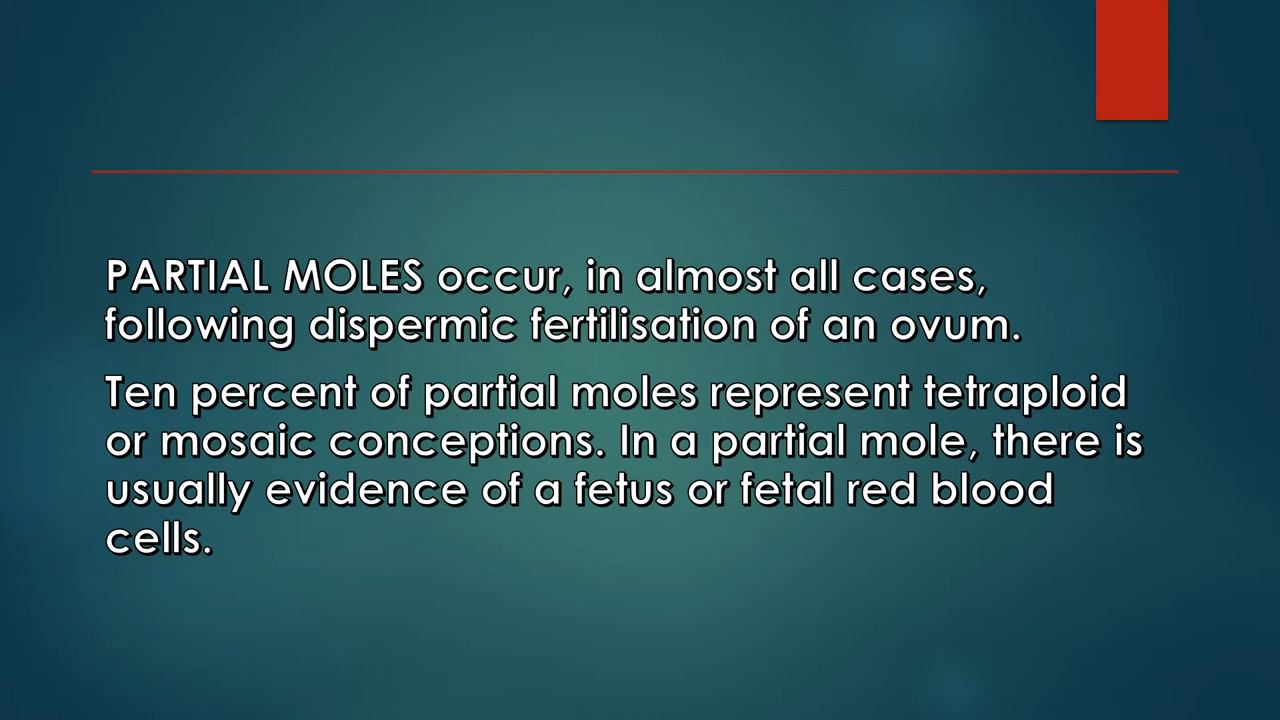 PARTIAL MOLES occur, in almost all cases,
following dispermic fertilisation of an ovum.
Ten percent of partial moles represent tetraploid
or mosaic conceptions. In a partial mole, there is
usually evidence of a fetus or fetal red blood
cells.